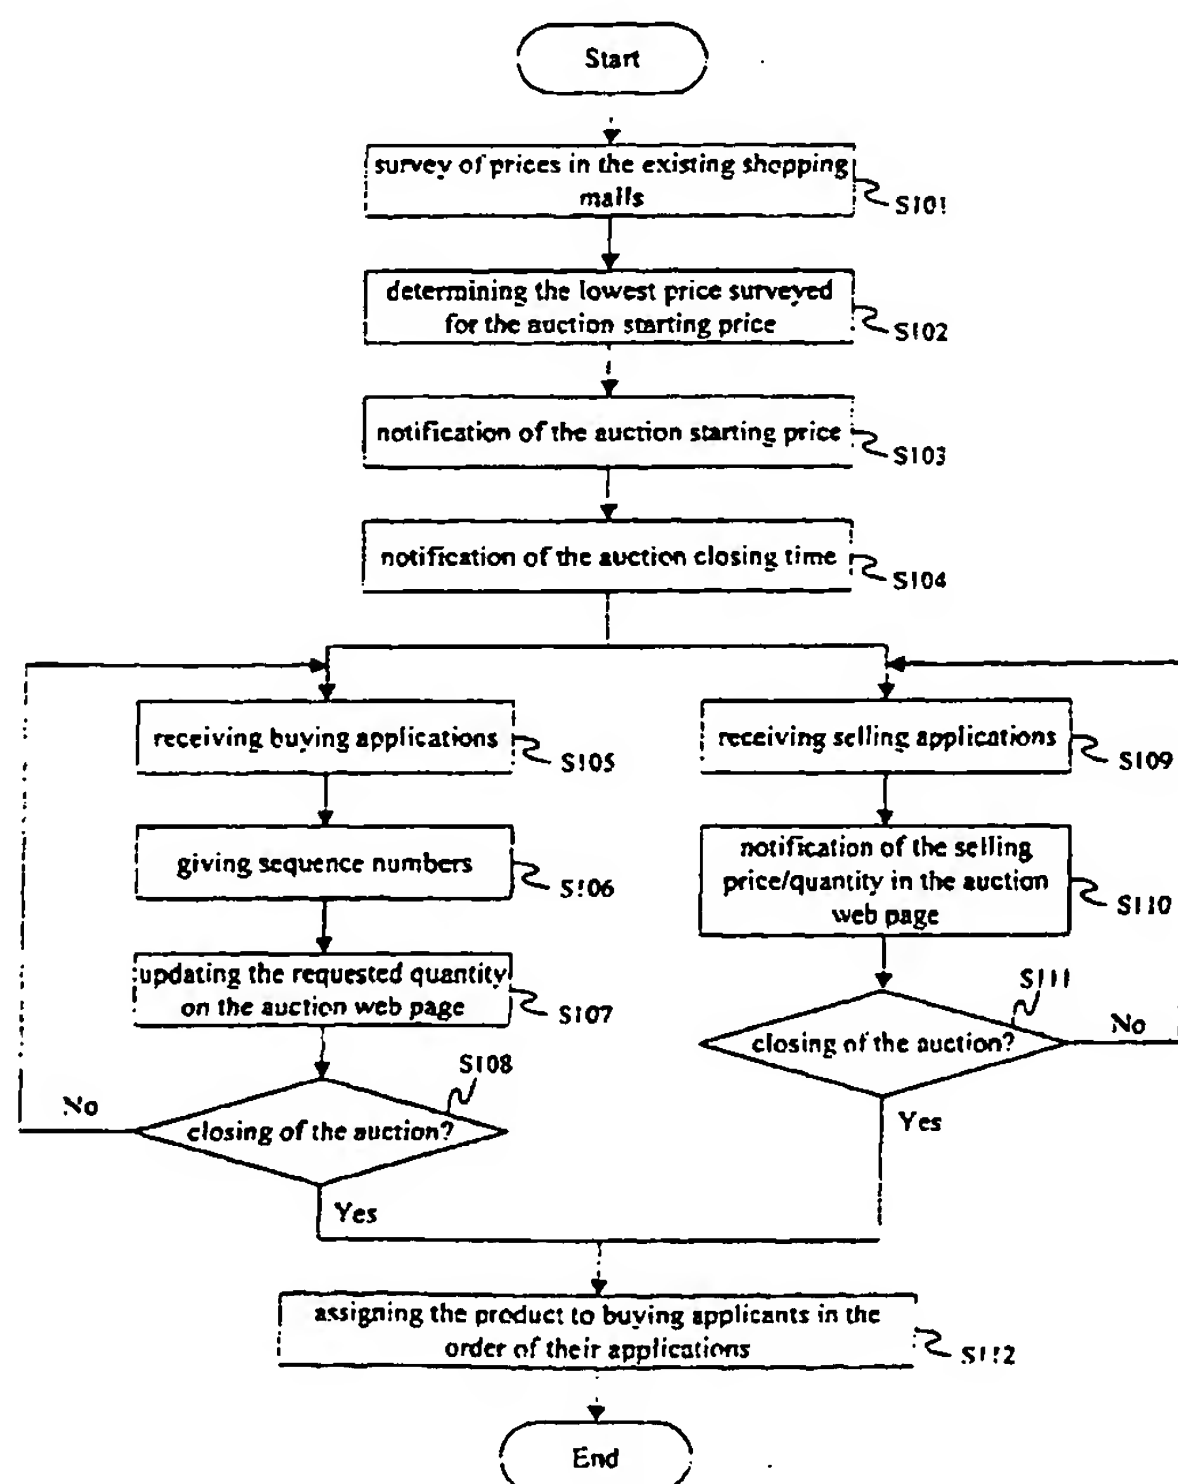 Start
survey of prices in the existing shopping
malls
S101
determining the lowest price surveyed
for the auction starting price
S102
notification of the auction starting price
S103
notification of the auction closing time
S104
receiving buying applications
S105
giving sequence numbers
S106
updating the requested quantity
on the auction web page
S107
S108
No
closing of the auction?
Yes
receiving selling applications
S109
notification of the selling
price/quantity in the auction
web page
S110
S111
closing of the auction?
No
Yes
assigning the product to buying applicants in the
order of their applications
S112
End